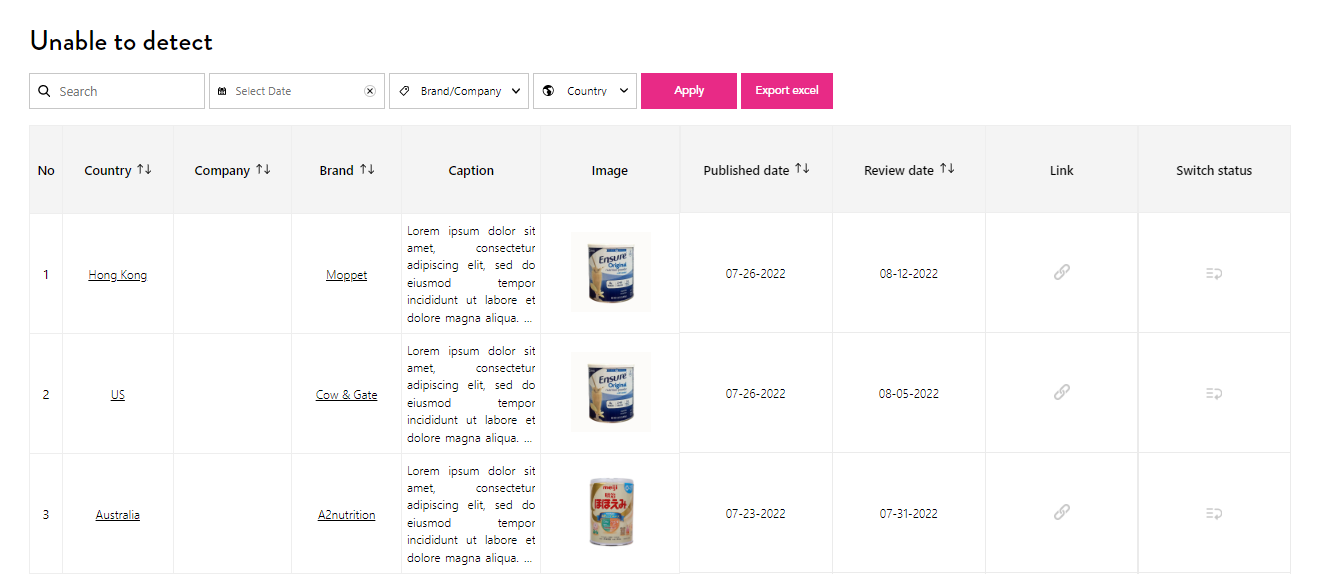 Unable to detect
Search
Select Date
Brand/Company
Country
Apply
Export excel
No
Country
Company
Brand
Caption
Image
Published date
Review date
Link
Switch status
1
Hong Kong
Moppet
Lorem ipsum dolor sit
amet, consectetur
adipiscing elit, sed do
eiusmod tempor
incididunt ut labore et
dolore magna aliqua. ...
Ensure
Original
07-26-2022
08-12-2022
2
US
Cow & Gate
Lorem ipsum dolor sit
amet, consectetur
adipiscing elit, sed do
eiusmod tempor
incididunt ut labore et
dolore magna aliqua. ...
Ensure
Original
07-26-2022
08-05-2022
3
Australia
A2nutrition
Lorem ipsum dolor sit
amet, consectetur
adipiscing elit, sed do
eiusmod tempor
incididunt ut labore et
dolore magna aliqua. ...
meiji
明治
ほほえみ
07-23-2022
07-31-2022